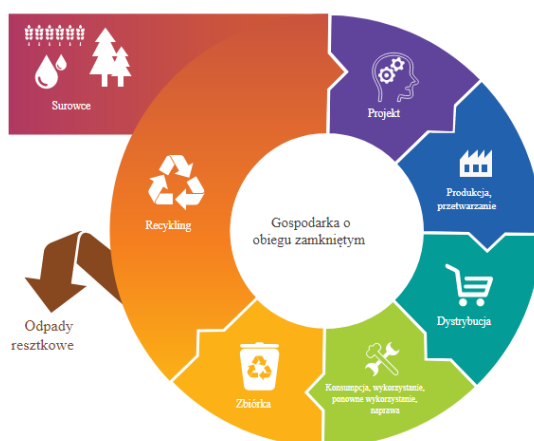 Surowce
Projekt
Produkcja,
przetwarzanie
Dystrybucja
Konsumpcja, wykorzystanie,
ponowne wykorzystanie,
naprawa
Zbiórka
Recykling
Odpady
resztkowe
Gospodarka o
obiegu zamkniętym